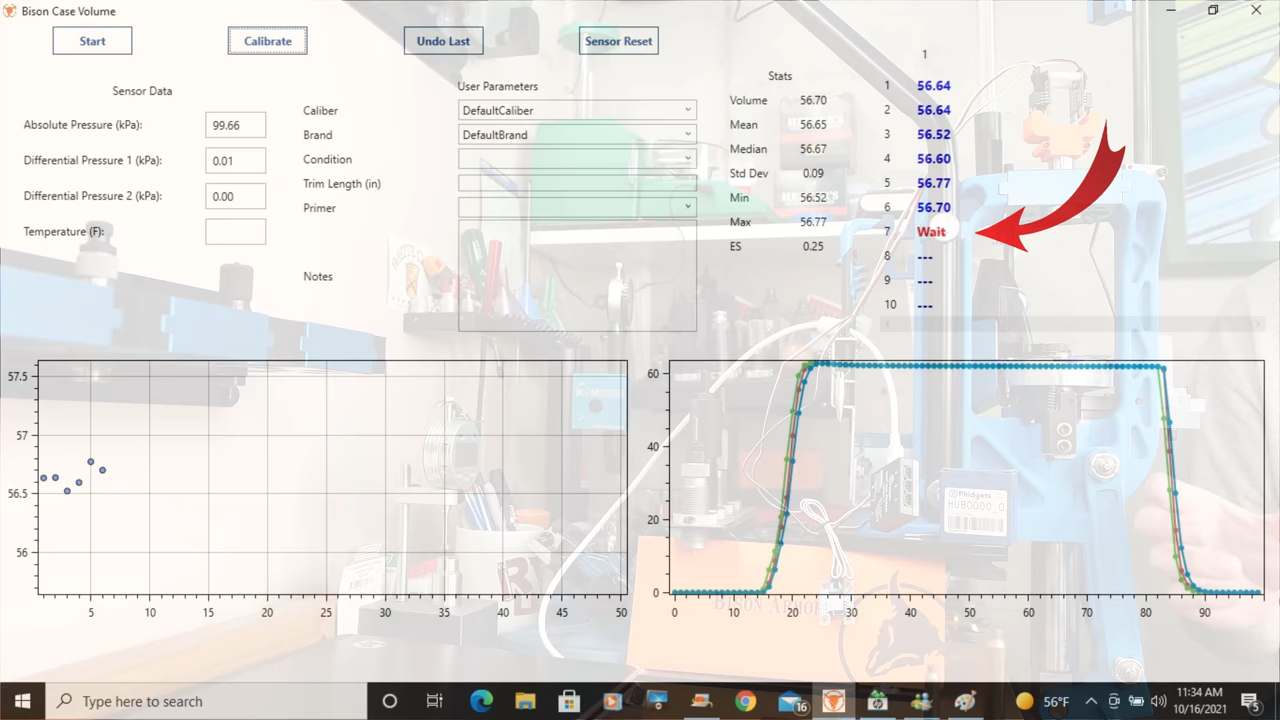 Bison Case Volume
Start
Calibrate
Undo Last
Sensor Reset
Sensor Data
Absolute Pressure (kPa):
99.66
Differential Pressure 1 (kPa):
0.01
Differential Pressure 2 (kPa):
0.00
Temperature (F):
User Parameters
Caliber
DefaultCaliber
Brand
DefaultBrand
Condition
Trim Length (in)
Primer
Notes
Stats
Volume 56.70
Mean 56.65
Median 56.67
Std Dev 0.09
Min 56.52
Max 56.77
ES 0.25
1
1 56.64
2 56.64
3 56.52
4 56.60
5 56.77
6 56.70
7 Wait
8 ---
9 ---
10 ---
57.5
57
56.5
56
5 10 15 20 25 30 35 40 45 50
60
40
20
0
0 10 20 30 40 50 60 70 80 90
Phidgets
HUB0000_0
Type here to search
16
56°F
11:34 AM
10/16/2021
5